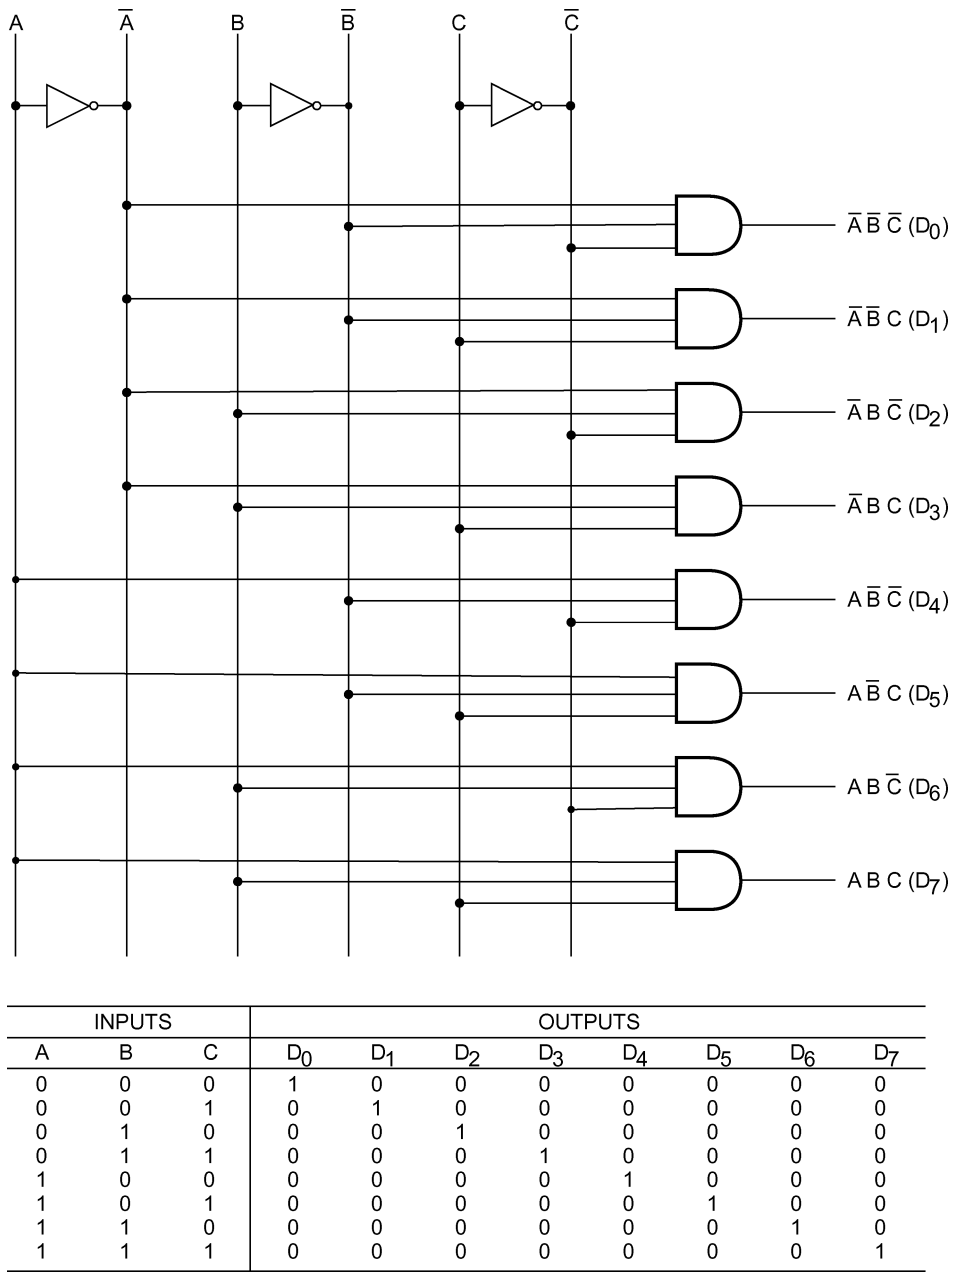 A A̅ B B̅ C C̅
A̅ B̅ C̅ (D₀)
A̅ B̅ C (D₁)
A̅ B C̅ (D₂)
A̅ B C (D₃)
A B̅ C̅ (D₄)
A B̅ C (D₅)
A B C̅ (D₆)
A B C (D₇)
INPUTS OUTPUTS
A B C D₀ D₁ D₂ D₃ D₄ D₅ D₆ D₇
0 0 0 1 0 0 0 0 0 0 0
0 0 1 0 1 0 0 0 0 0 0
0 1 0 0 0 1 0 0 0 0 0
0 1 1 0 0 0 1 0 0 0 0
1 0 0 0 0 0 0 1 0 0 0
1 0 1 0 0 0 0 0 1 0 0
1 1 0 0 0 0 0 0 0 1 0
1 1 1 0 0 0 0 0 0 0 1